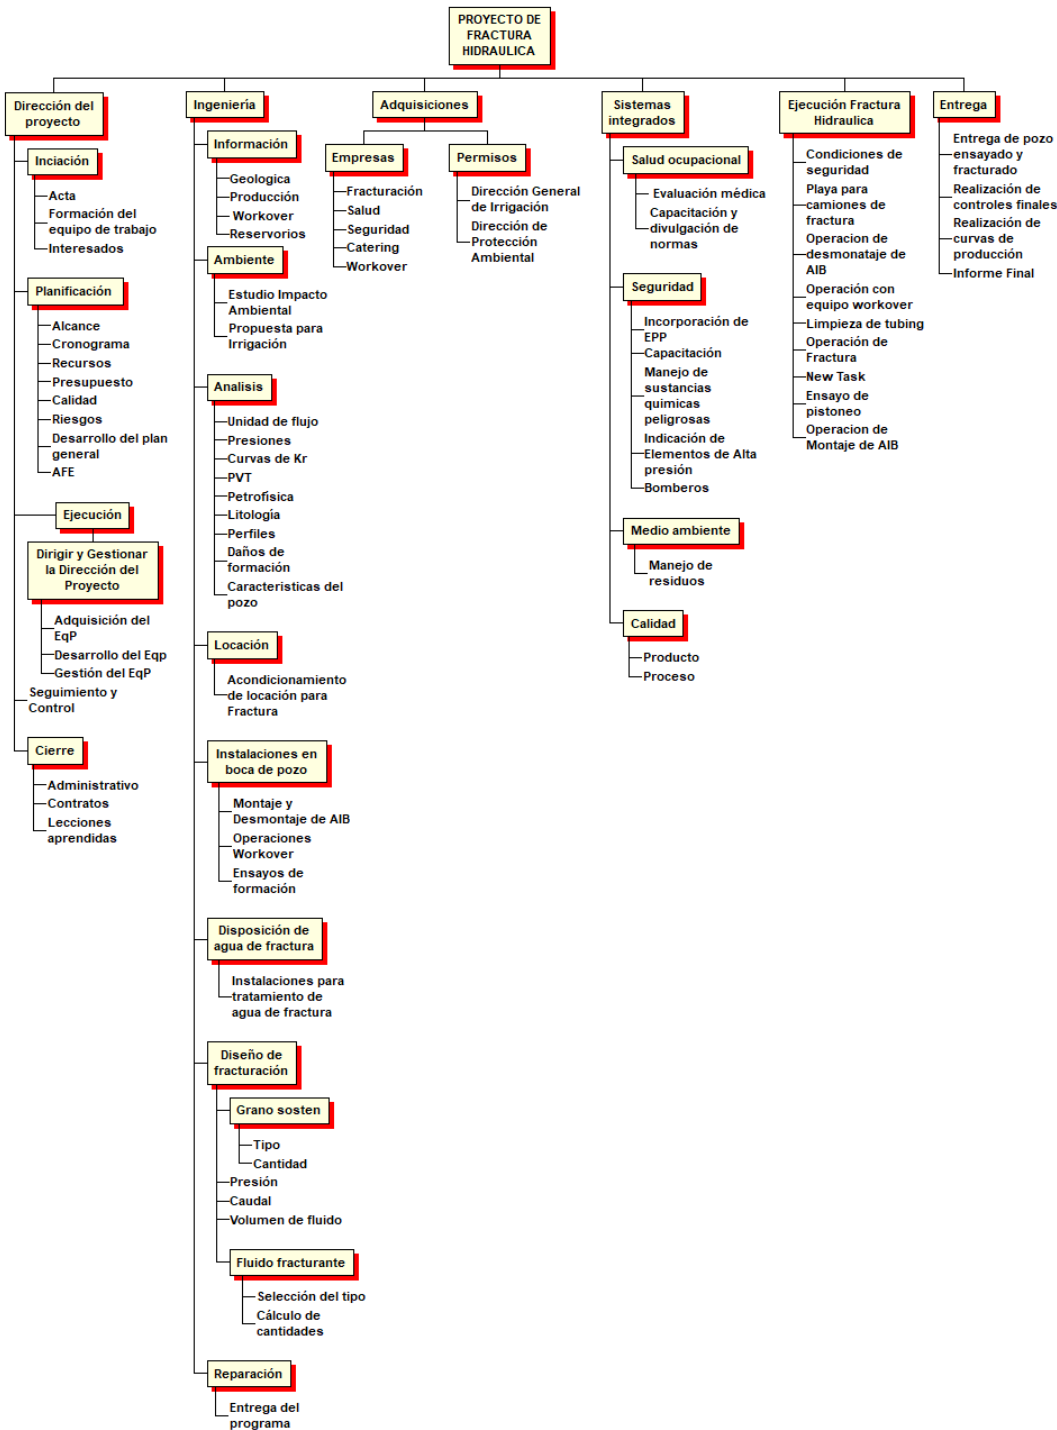 PROYECTO DE
FRACTURA
HIDRAULICA
Dirección del
proyecto
Inciación
Acta
Formación del
equipo de trabajo
Interesados
Planificación
Alcance
Cronograma
Recursos
Presupuesto
Calidad
Riesgos
Desarrollo del plan
general
AFE
Ejecución
Dirigir y Gestionar
la Dirección del
Proyecto
Adquisición del
EqP
Desarrollo del Eqp
Gestión del EqP
Seguimiento y
Control
Cierre
Administrativo
Contratos
Lecciones
aprendidas
Ingeniería
Información
Geologica
Producción
Workover
Reservorios
Ambiente
Estudio Impacto
Ambiental
Propuesta para
Irrigación
Analisis
Unidad de flujo
Presiones
Curvas de Kr
PVT
Petrofísica
Litología
Perfiles
Daños de
formación
Caracteristicas del
pozo
Locación
Acondicionamiento
de locación para
Fractura
Instalaciones en
boca de pozo
Montaje y
Desmontaje de AIB
Operaciones
Workover
Ensayos de
formación
Disposición de
agua de fractura
Instalaciones para
tratamiento de
agua de fractura
Diseño de
fracturación
Grano sosten
Tipo
Cantidad
Presión
Caudal
Volumen de fluido
Fluido fracturante
Selección del tipo
Cálculo de
cantidades
Reparación
Entrega del
programa
Adquisiciones
Empresas
Fracturación
Salud
Seguridad
Catering
Workover
Permisos
Dirección General
de Irrigación
Dirección de
Protección
Ambiental
Sistemas
integrados
Salud ocupacional
Evaluación médica
Capacitación y
divulgación de
normas
Seguridad
Incorporación de
EPP
Capacitación
Manejo de
sustancias
quimicas
peligrosas
Indicación de
Elementos de Alta
presión
Bomberos
Medio ambiente
Manejo de
residuos
Calidad
Producto
Proceso
Ejecución Fractura
Hidraulica
Condiciones de
seguridad
Playa para
camiones de
fractura
Operacion de
desmonataje de
AIB
Operación con
equipo workover
Limpieza de tubing
Operación de
Fractura
New Task
Ensayo de
pistoneo
Operacion de
Montaje de AIB
Entrega
Entrega de pozo
ensayado y
fracturado
Realización de
controles finales
Realización de
curvas de
producción
Informe Final